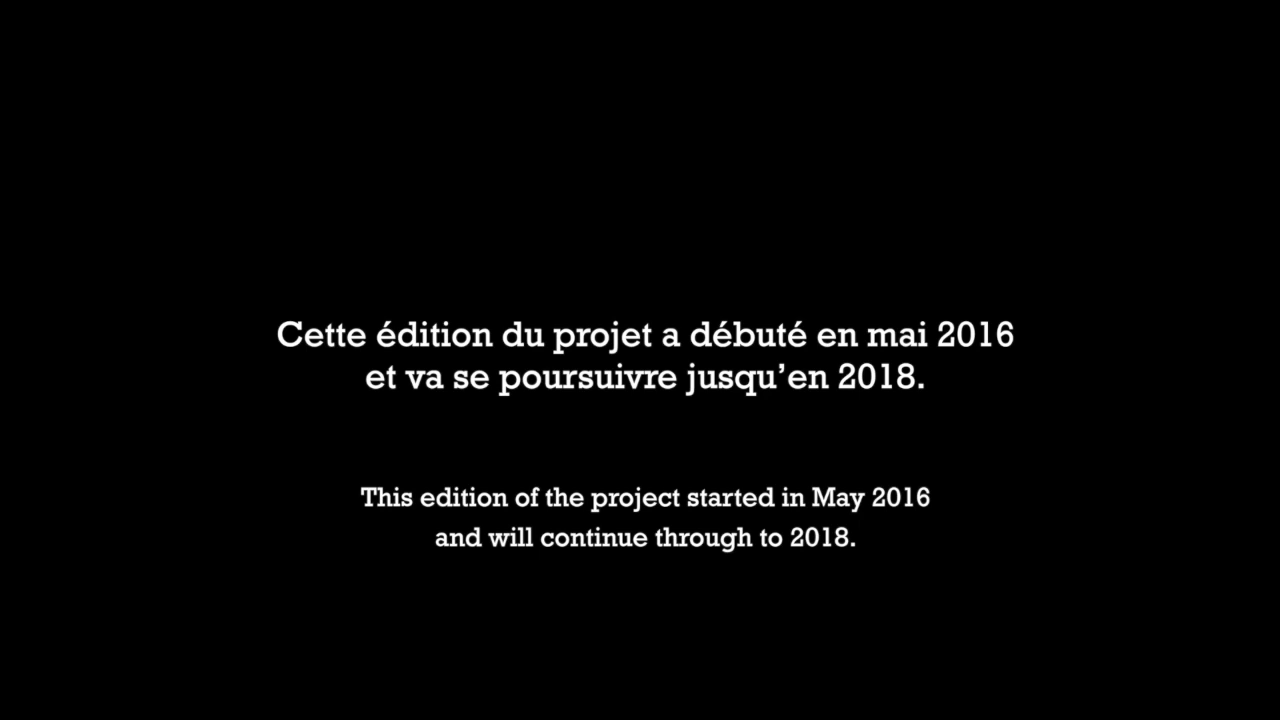 Cette édition du projet a débuté en mai 2016
et va se poursuivre jusqu’en 2018.
This edition of the project started in May 2016
and will continue through to 2018.